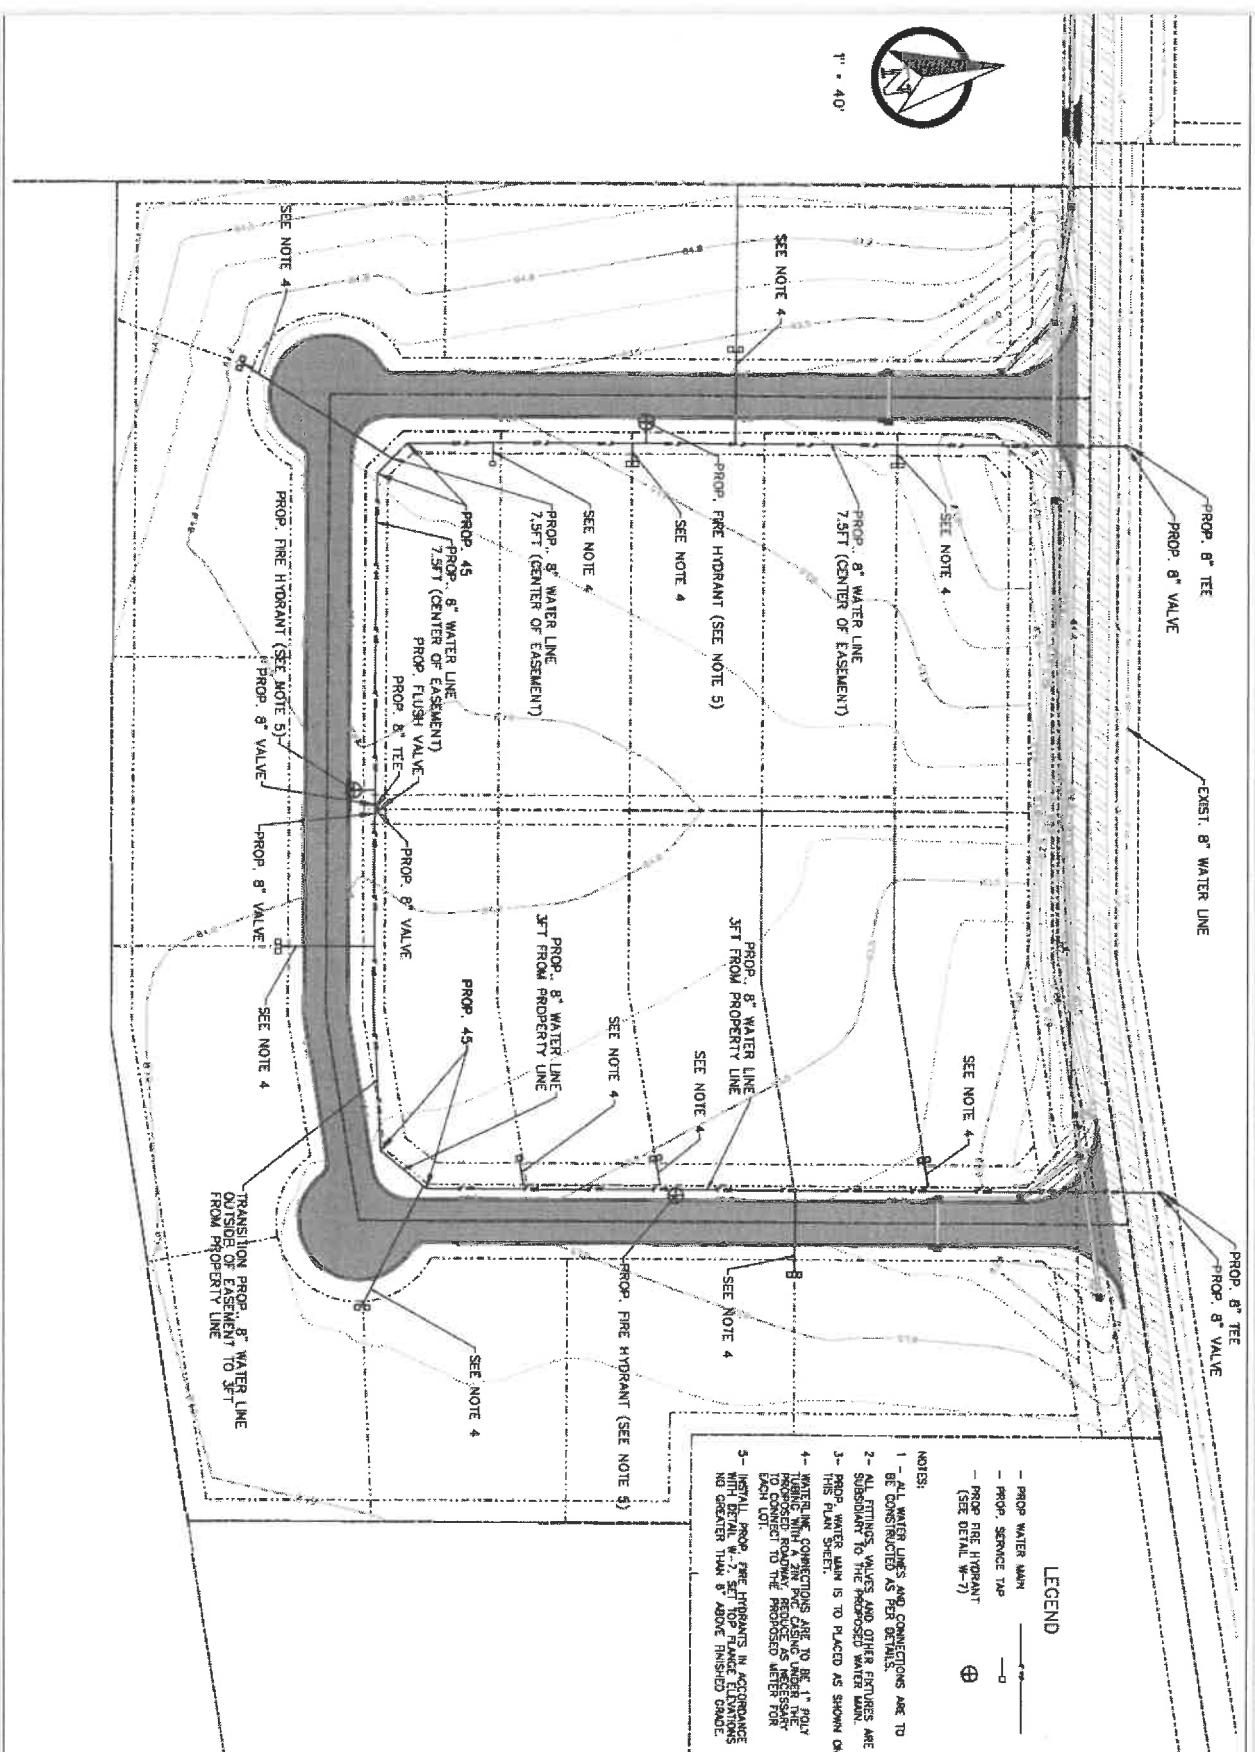 N
1" = 40'
PROP. 8" TEE
PROP. 8" VALVE
EXIST. 8" WATER LINE
PROP. 8" TEE
PROP. 8" VALVE
SEE NOTE 4
SEE NOTE 4
PROP. 8" WATER LINE
7.5FT (CENTER OF EASEMENT)
PROP. FIRE HYDRANT (SEE NOTE 5)
SEE NOTE 4
SEE NOTE 4
PROP. 8" WATER LINE
7.5FT (CENTER OF EASEMENT)
PROP. 45
PROP. 8" WATER LINE
7.5FT (CENTER OF EASEMENT)
PROP. FLUSH VALVE
PROP. 8" TEE
SEE NOTE 4
PROP. FIRE HYDRANT (SEE NOTE 5)
PROP. 8" VALVE
PROP. 8" VALVE
PROP. 8" VALVE
SEE NOTE 4
SEE NOTE 4
PROP.. 8" WATER LINE
3FT FROM PROPERTY LINE
SEE NOTE 4
SEE NOTE 4
PROP.. 8" WATER LINE
3FT FROM PROPERTY LINE
PROP. 45
SEE NOTE 4
PROP. FIRE HYDRANT (SEE NOTE 5)
SEE NOTE 4
TRANSITION PROP.. 8" WATER LINE
OUTSIDE OF EASEMENT TO 3FT
FROM PROPERTY LINE
LEGEND
- PROP WATER MAIN
- PROP. SERVICE TAP
- PROP FIRE HYDRANT
(SEE DETAIL W-7)
NOTES:
1 - ALL WATER LINES AND CONNECTIONS ARE TO
BE CONSTRUCTED AS PER DETAILS.
2- ALL FITTINGS, VALVES AND OTHER FIXTURES ARE
SUBSIDIARY TO THE PROPOSED WATER MAIN.
3- PROP. WATER MAIN IS TO PLACED AS SHOWN ON
THIS PLAN SHEET.
4- WATERLINE CONNECTIONS ARE TO BE 1" POLY
TUBING WITH A 2IN PVC CASING UNDER THE
PROPOSED ROADWAY. REDUCE AS NECESSARY
TO CONNECT TO THE PROPOSED METER FOR
EACH LOT.
5- INSTALL PROP. FIRE HYDRANTS IN ACCORDANCE
WITH DETAIL W-7. SET TOP FLANGE ELEVATIONS
NO GREATER THAN 6" ABOVE FINISHED GRADE.